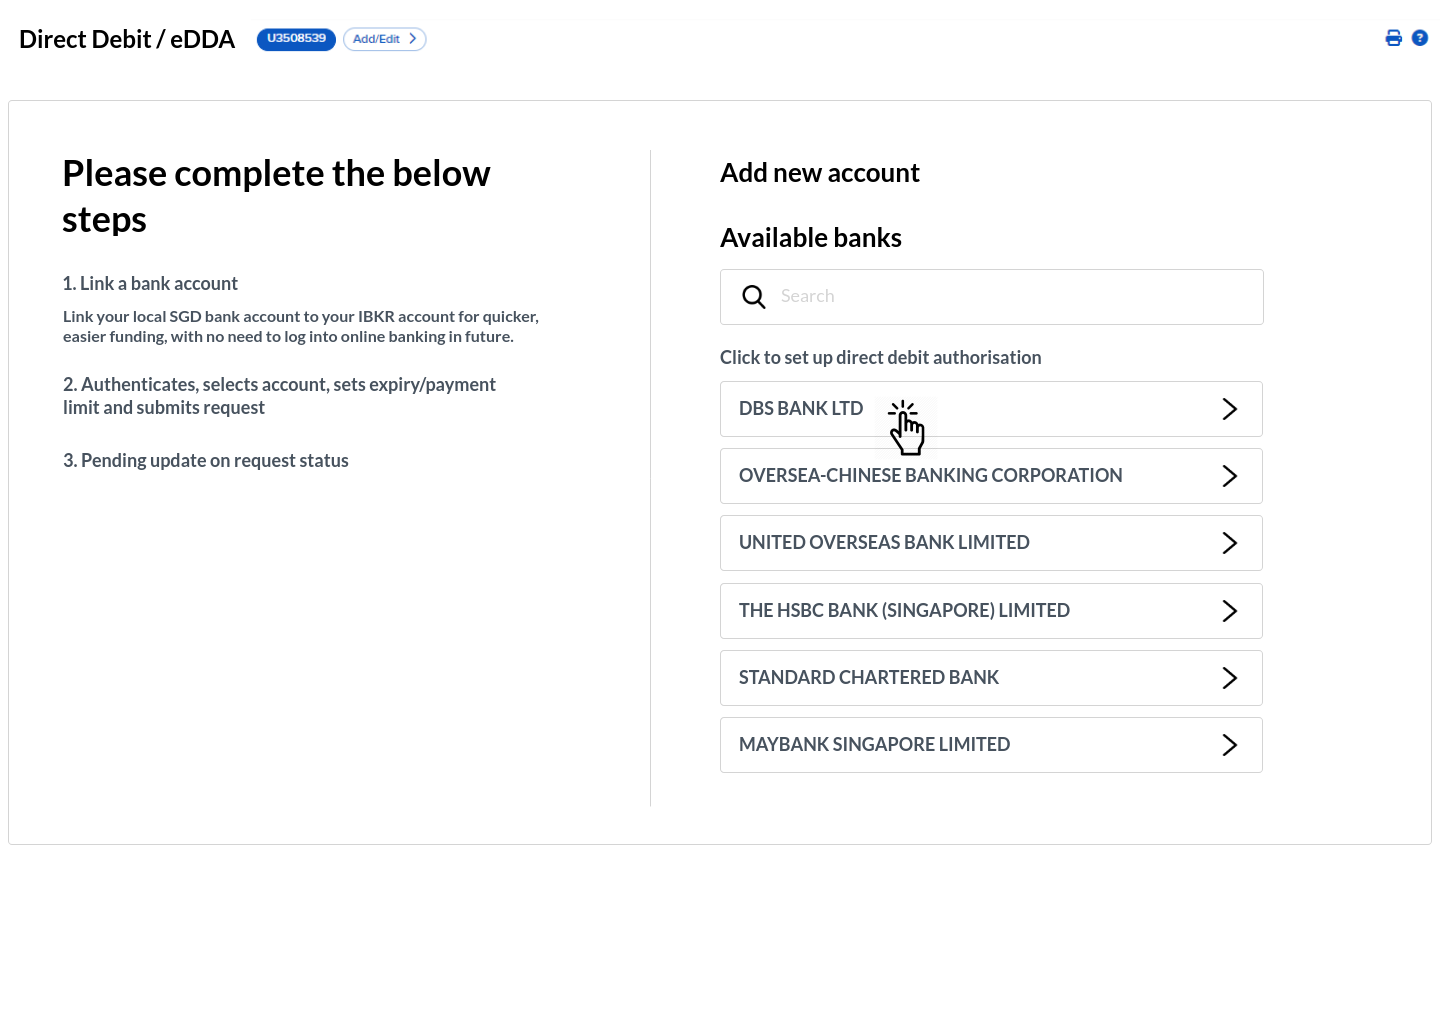 Direct Debit / eDDA
U3508539
Add/Edit
Please complete the below
steps
1. Link a bank account
Link your local SGD bank account to your IBKR account for quicker,
easier funding, with no need to log into online banking in future.
2. Authenticates, selects account, sets expiry/payment
limit and submits request
3. Pending update on request status
Add new account
Available banks
Search
Click to set up direct debit authorisation
DBS BANK LTD
OVERSEA-CHINESE BANKING CORPORATION
UNITED OVERSEAS BANK LIMITED
THE HSBC BANK (SINGAPORE) LIMITED
STANDARD CHARTERED BANK
MAYBANK SINGAPORE LIMITED